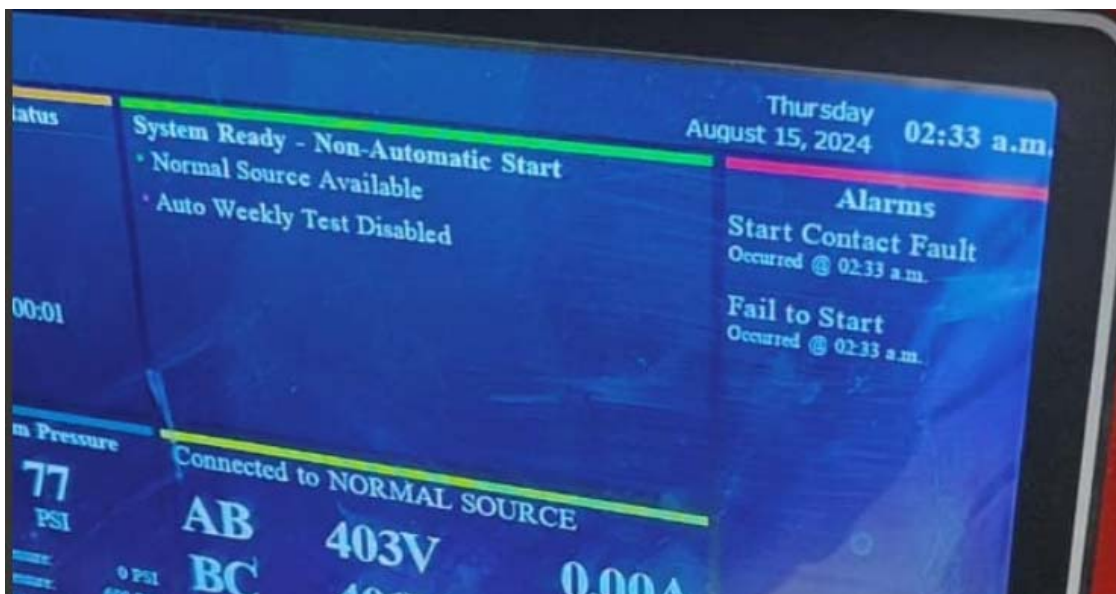 Thursday
August 15, 2024 02:33 a.m.
System Ready - Non-Automatic Start
Normal Source Available
Auto Weekly Test Disabled
00:01
Alarms
Start Contact Fault
Occurred @ 02:33 a.m.
Fail to Start
Occurred @ 02:33 a.m.
Pressure
77
PSI
0 PSI
Connected to NORMAL SOURCE
AB 403V
BC 0.00A